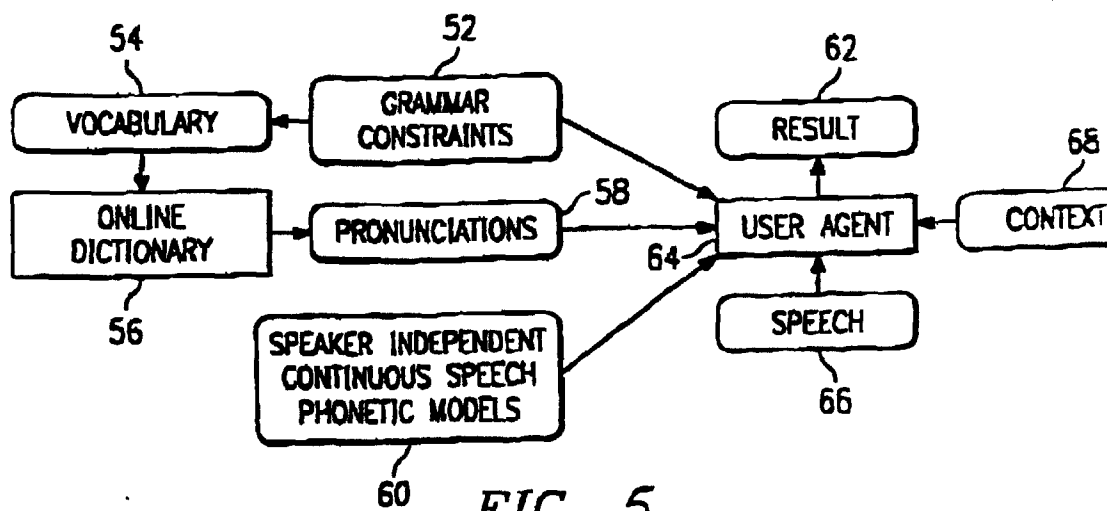 54
52
62
68
VOCABULARY
GRAMMAR
CONSTRAINTS
RESULT
ONLINE
DICTIONARY
58
PRONUNCIATIONS
USER AGENT
CONTEXT
64
56
SPEAKER INDEPENDENT
CONTINUOUS SPEECH
PHONETIC MODELS
SPEECH
66
60
FIG. 5